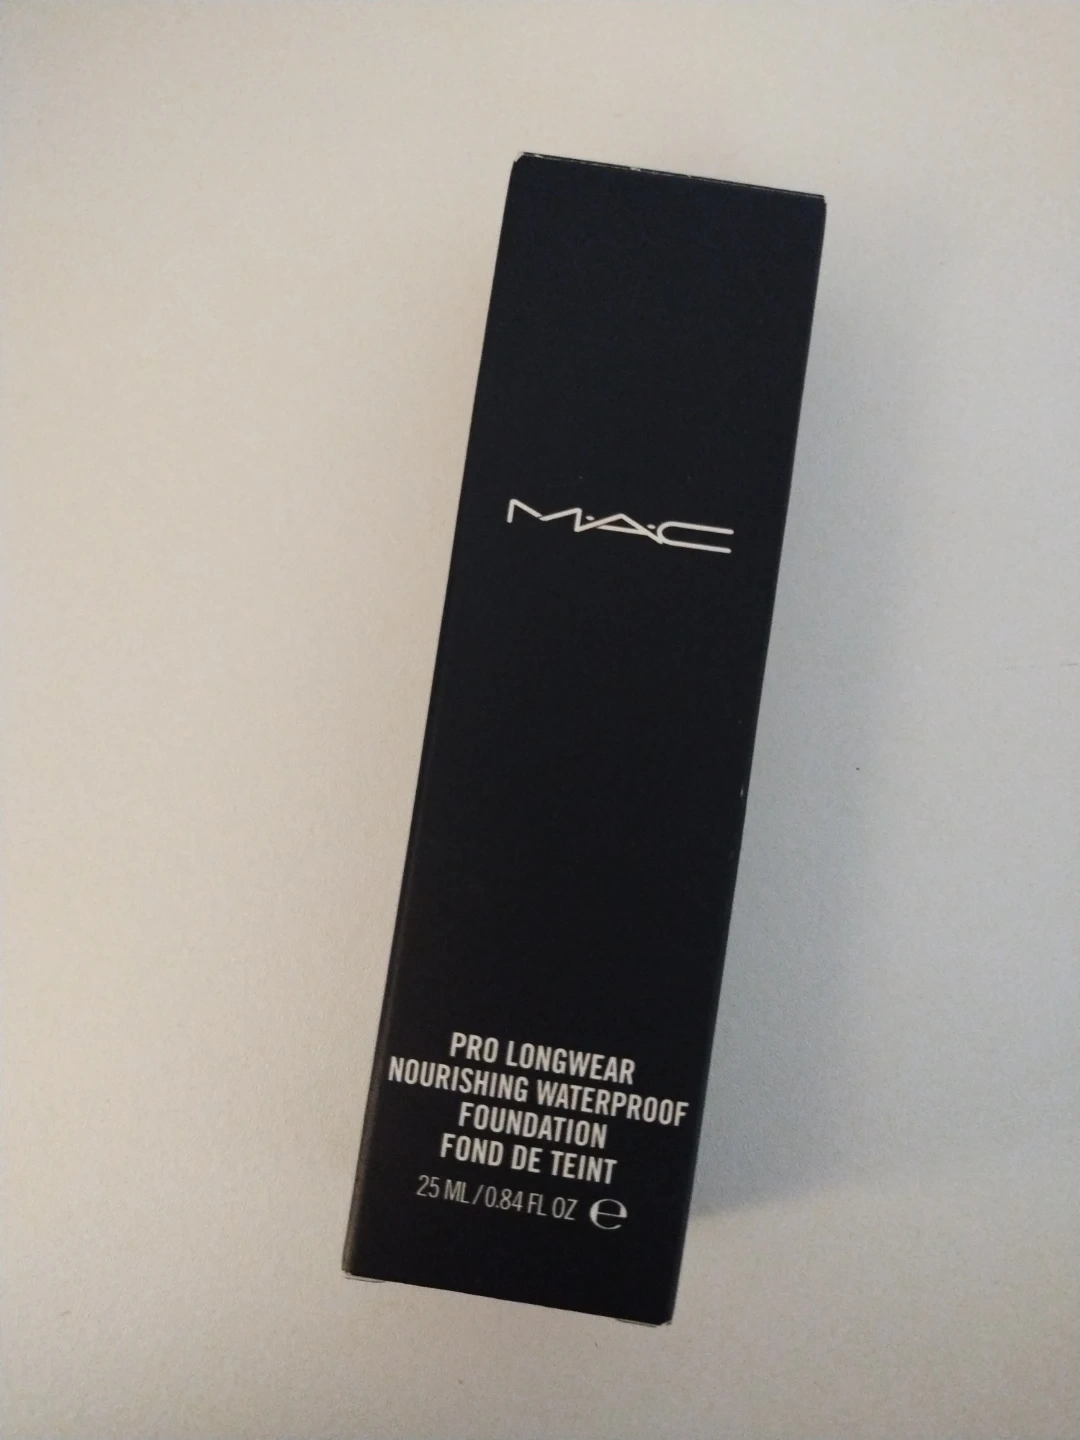 M·A·C
PRO LONGWEAR
NOURISHING WATERPROOF
FOUNDATION
FOND DE TEINT
25 ML / 0.84 FL OZ ℮